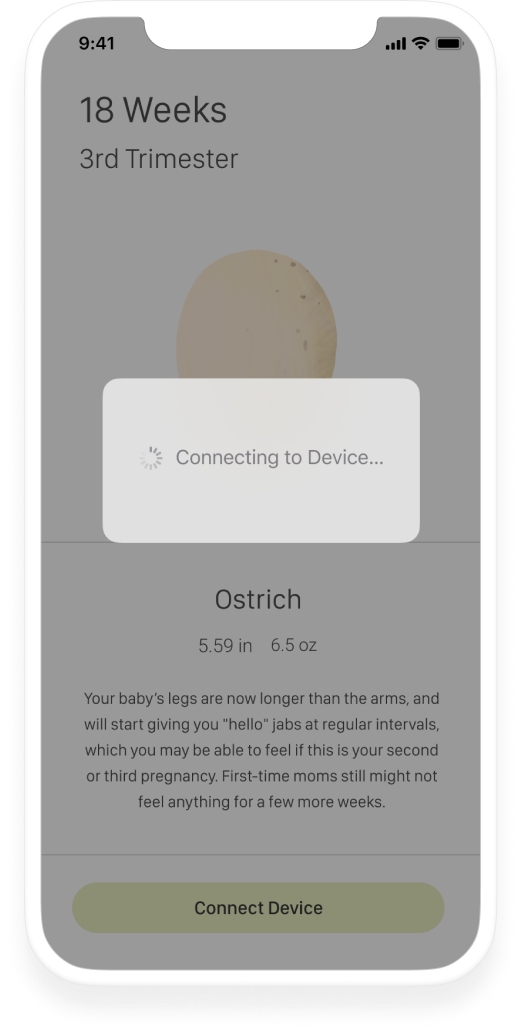 9:41
18 Weeks
3rd Trimester
Connecting to Device...
Ostrich
5.59 in 6.5 oz
Your baby's legs are now longer than the arms, and
will start giving you "hello" jabs at regular intervals,
which you may be able to feel if this is your second
or third pregnancy. First-time moms still might not
feel anything for a few more weeks.
Connect Device